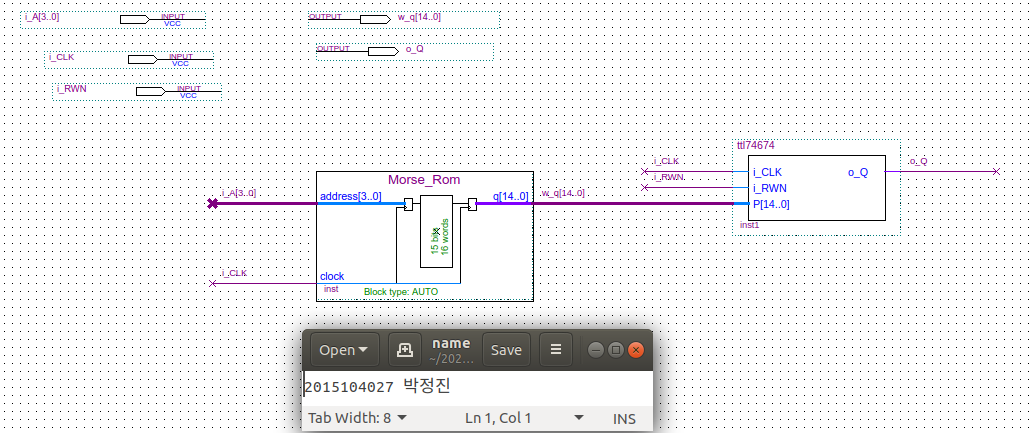 i_A[3..0]
INPUT
VCC
OUTPUT
w_q[14..0]
i_CLK
INPUT
VCC
OUTPUT
o_Q
i_RWN
INPUT
VCC
ttl74674
i_CLK
i_CLK
o_Q
o_Q
i_RWN
i_RWN
P[14..0]
inst1
Morse_Rom
i_A[3..0]
address[3..0]
q[14..0]
w_q[14..0]
15 bits
16 words
i_CLK
clock
inst
Block type: AUTO
Open
name
~/202...
Save
2015104027 박정진
Tab Width: 8
Ln 1, Col 1
INS